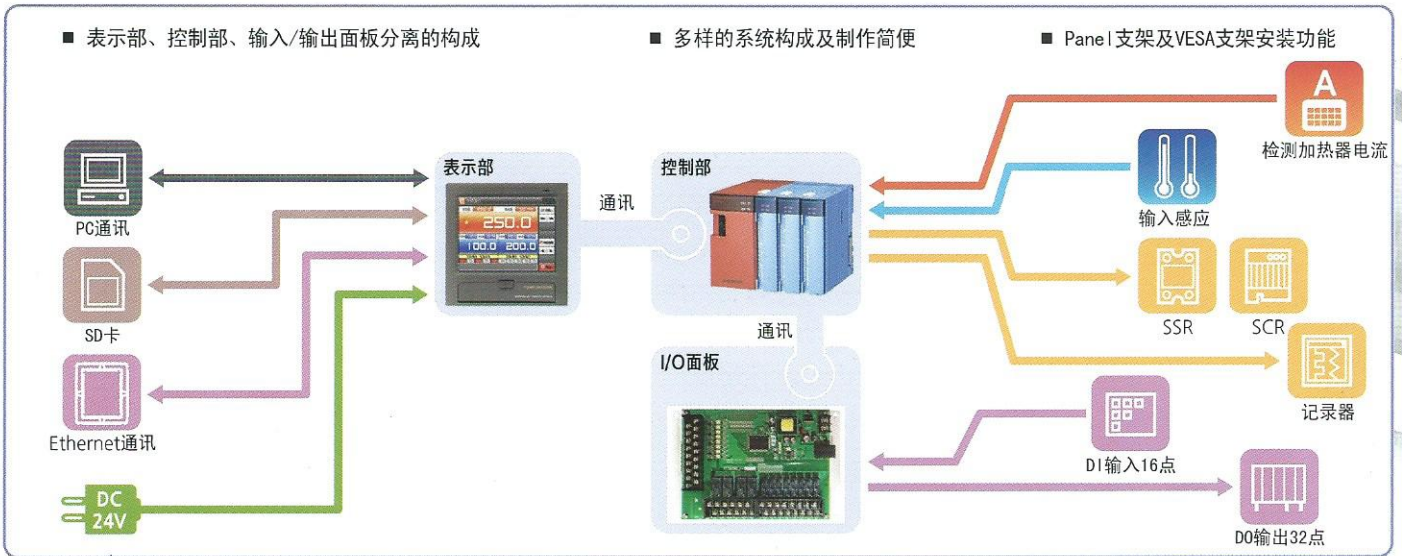 ■ 表示部、控制部、输入/输出面板分离的构成
■ 多样的系统构成及制作简便
■ Panel支架及VESA支架安装功能
A
检测加热器电流
表示部
控制部
PC通讯
通讯
输入感应
250.0
100.0 200.0
SD卡
SSR
SCR
通讯
I/O面板
记录器
Ethernet通讯
DI输入16点
DC
24V
DO输出32点